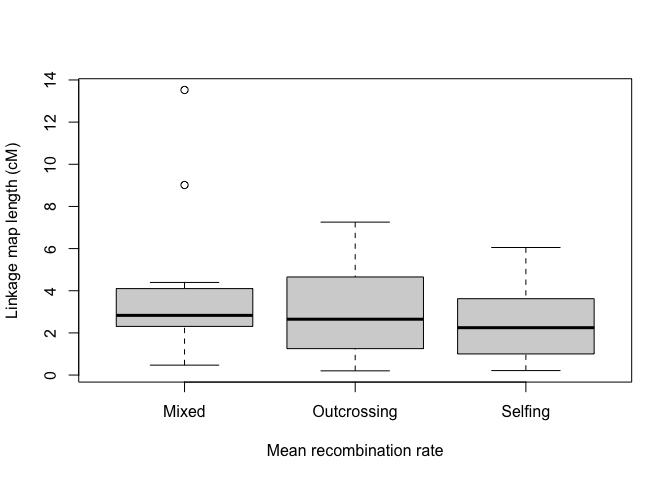 14
12
10
8
6
4
2
0
Linkage map length (cM)
Mixed Outcrossing Selfing
Mean recombination rate